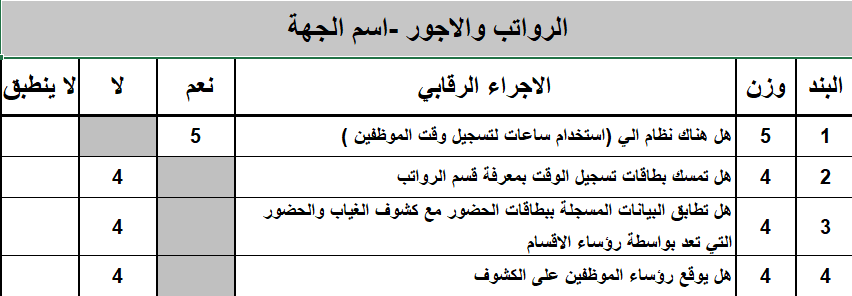 الرواتب والاجور -اسم الجهة
البند وزن الاجراء الرقابي نعم لا لا ينطبق
1 5 هل هناك نظام الي (استخدام ساعات لتسجيل وقت الموظفين ) 5
2 4 هل تمسك بطاقات تسجيل الوقت بمعرفة قسم الرواتب 4
3 4 هل تطابق البيانات المسجلة ببطاقات الحضور مع كشوف الغياب والحضور
التي تعد بواسطة رؤساء الاقسام 4
4 4 هل يوقع رؤساء الموظفين على الكشوف 4